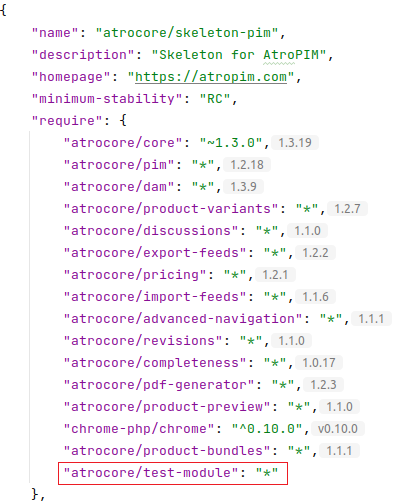 {
"name": "atrocore/skeleton-pim",
"description": "Skeleton for AtroPIM",
"homepage": "https://atropim.com",
"minimum-stability": "RC",
"require": {
"atrocore/core": "~1.3.0", 1.3.19
"atrocore/pim": "*", 1.2.18
"atrocore/dam": "*", 1.3.9
"atrocore/product-variants": "*", 1.2.7
"atrocore/discussions": "*", 1.1.0
"atrocore/export-feeds": "*", 1.2.2
"atrocore/pricing": "*", 1.2.1
"atrocore/import-feeds": "*", 1.1.6
"atrocore/advanced-navigation": "*", 1.1.1
"atrocore/revisions": "*", 1.1.0
"atrocore/completeness": "*", 1.0.17
"atrocore/pdf-generator": "*", 1.2.3
"atrocore/product-preview": "*", 1.1.0
"chrome-php/chrome": "^0.10.0", v0.10.0
"atrocore/product-bundles": "*", 1.1.1
"atrocore/test-module": "*"
},